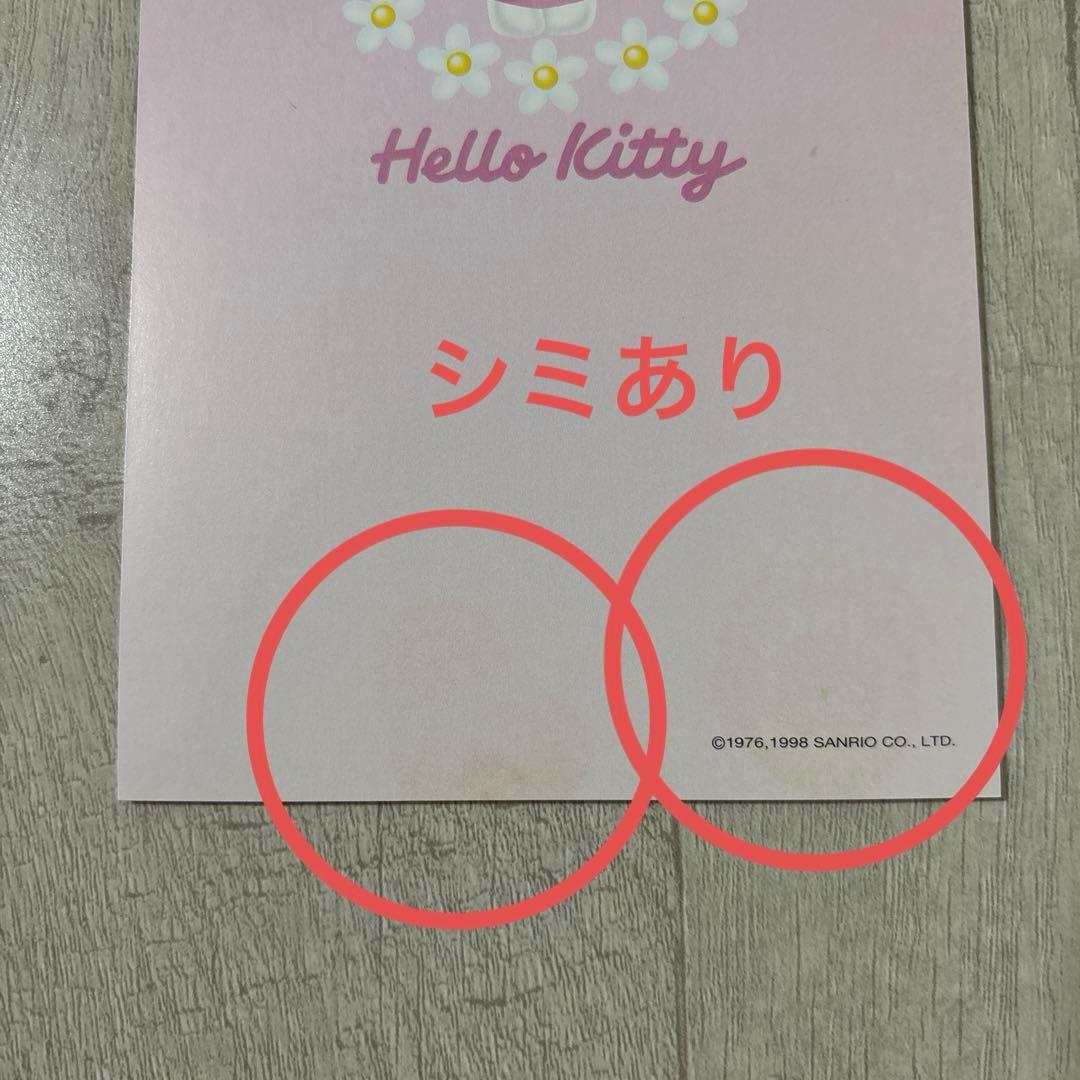 Hello Kitty
シミあり
©1976,1998 SANRIO CO., LTD.